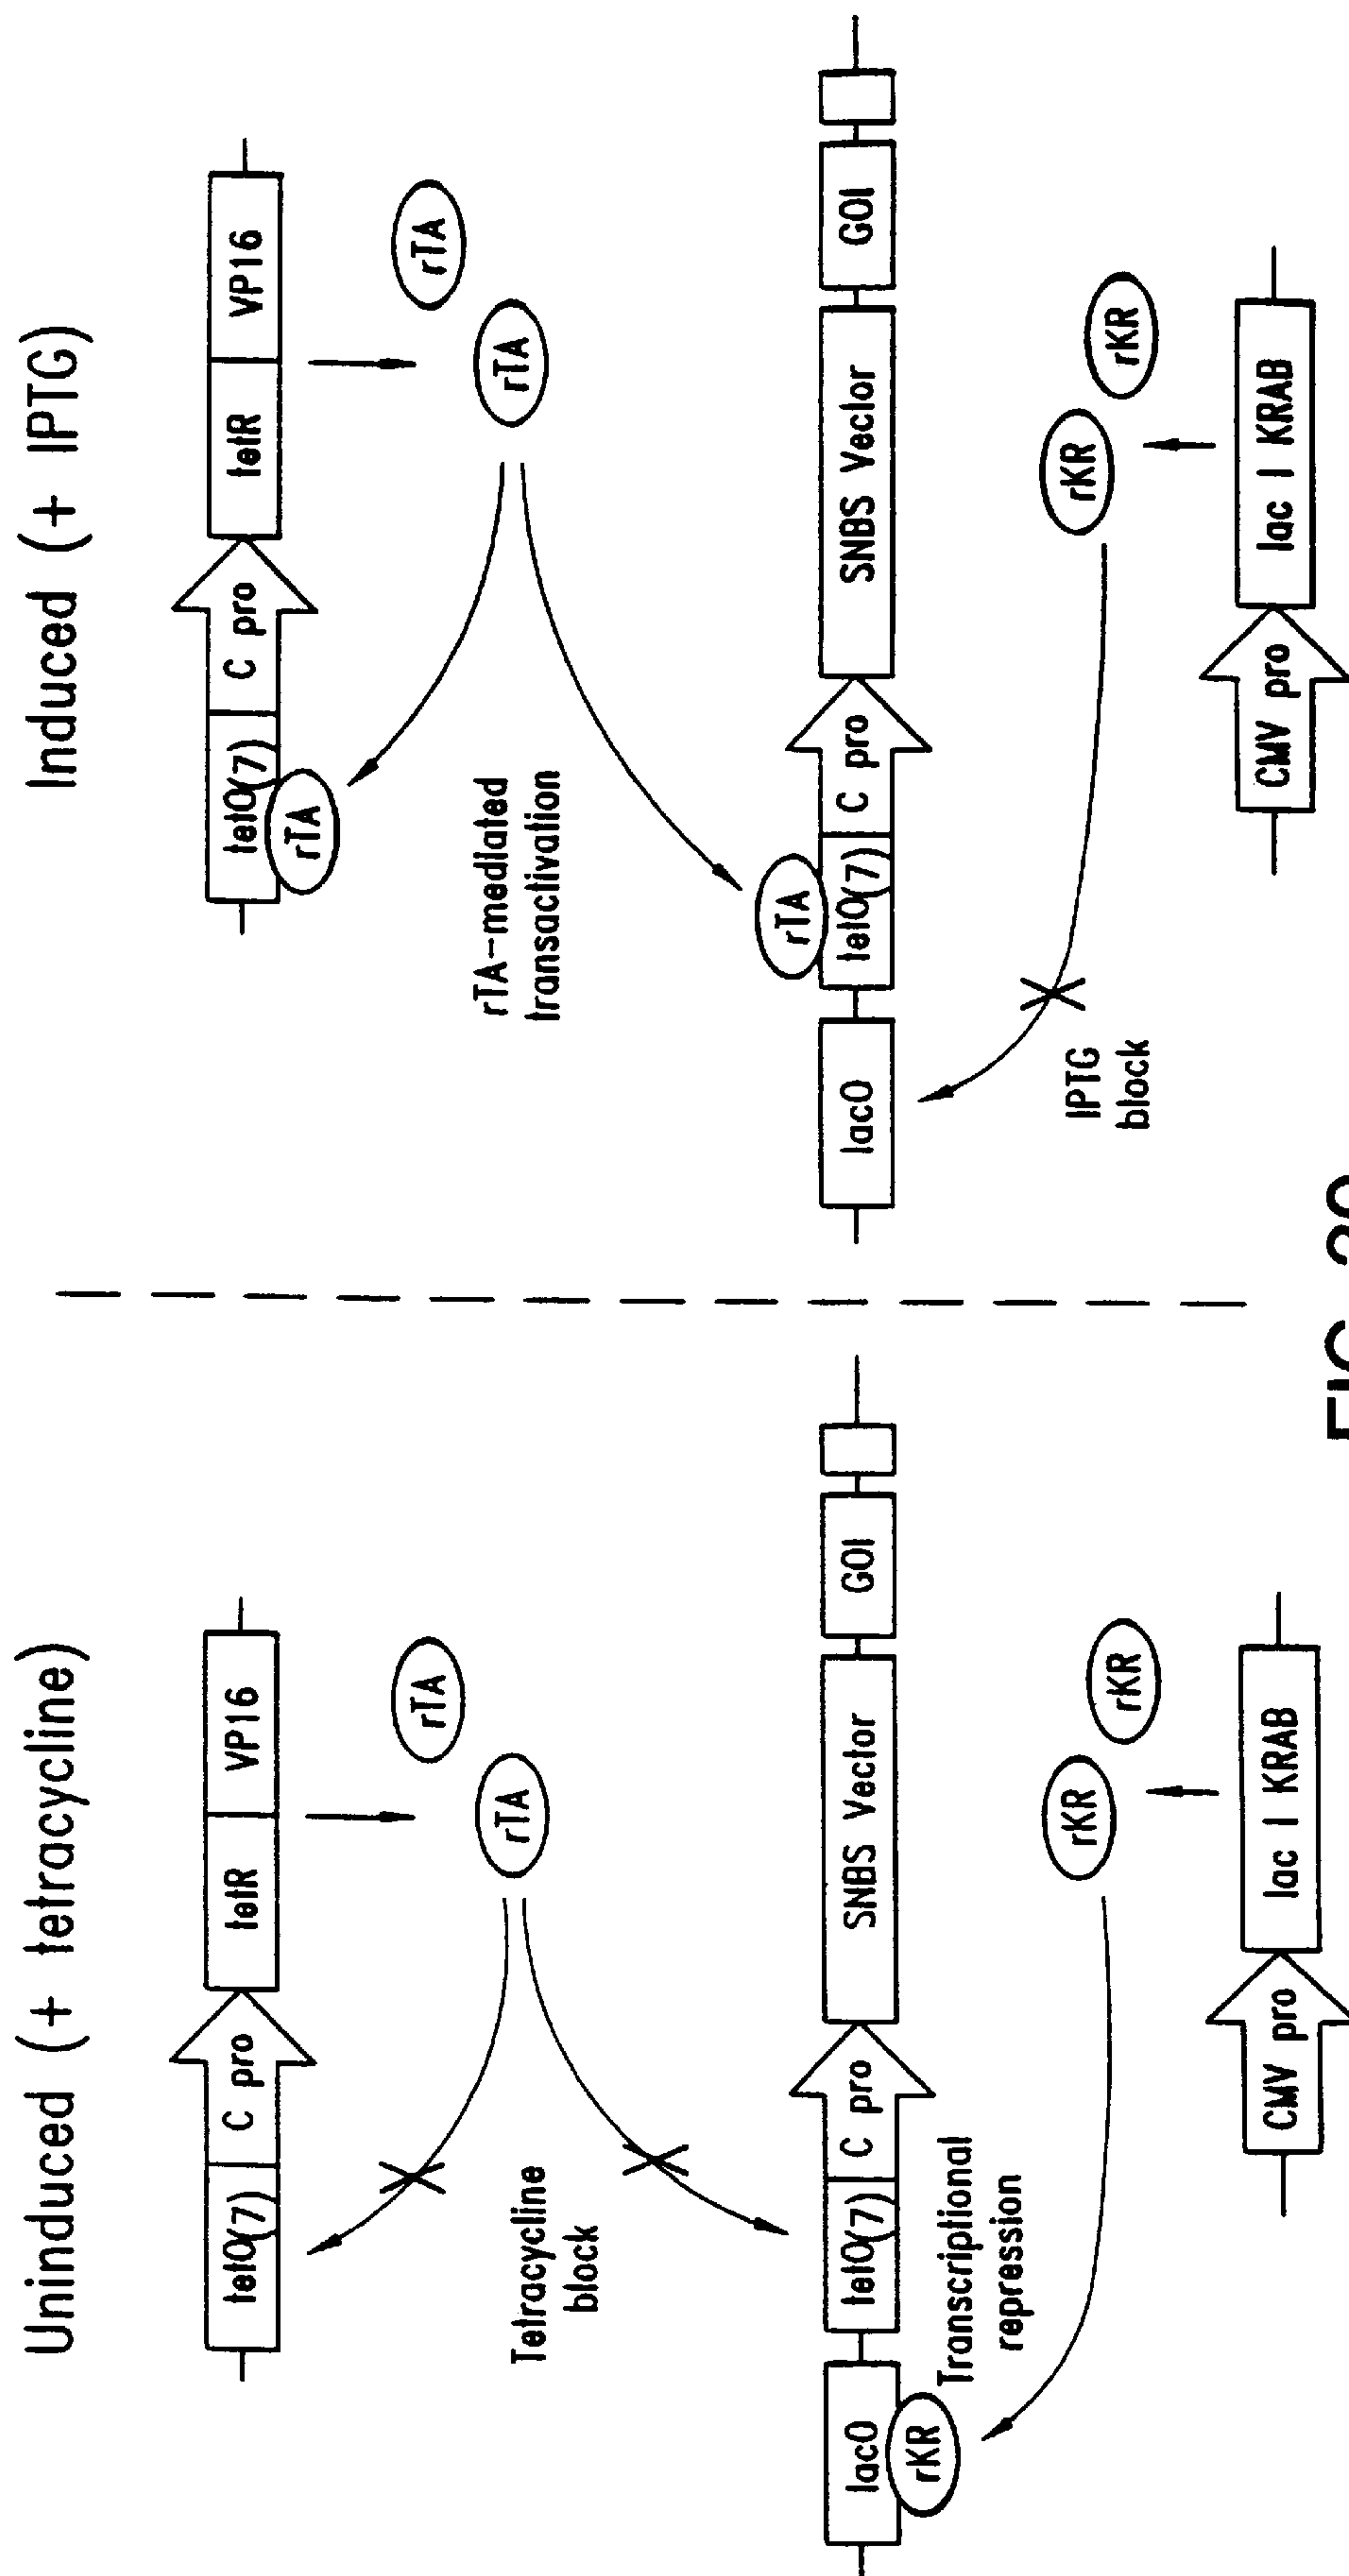 Uninduced (+ tetracycline)
tetO(7) C pro tetR VP16
rTA
rTA
Tetracycline
block
lacO tetO(7) C pro SNBS Vector GOI
rKR
Transcriptional
repression
rKR
rKR
CMV pro lac I KRAB
Induced (+ IPTG)
tetO(7) C pro tetR VP16
rTA
rTA
rTA
rTA-mediated
transactivation
rTA
lacO tetO(7) C pro SNBS Vector GOI
IPTG
block
rKR
rKR
CMV pro lac I KRAB